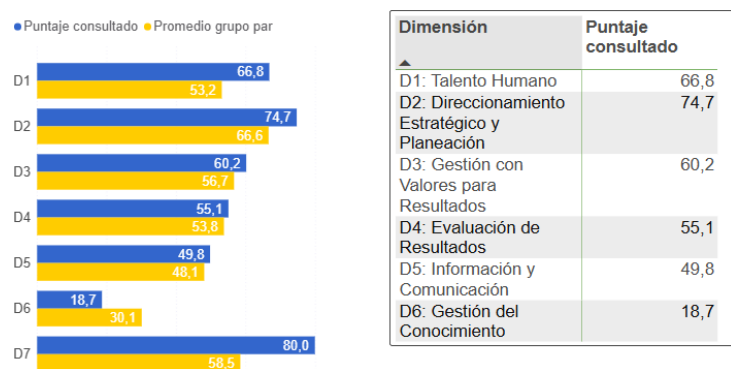 Puntaje consultado Promedio grupo par
D1
66,8
53,2
D2
74,7
66,6
D3
60,2
56,7
D4
55,1
53,8
D5
49,8
48,1
D6
18,7
30,1
D7
80,0
58,5
Dimensión Puntaje
consultado
D1: Talento Humano 66,8
D2: Direccionamiento 74,7
Estratégico y
Planeación
D3: Gestión con 60,2
Valores para
Resultados
D4: Evaluación de 55,1
Resultados
D5: Información y 49,8
Comunicación
D6: Gestión del 18,7
Conocimiento